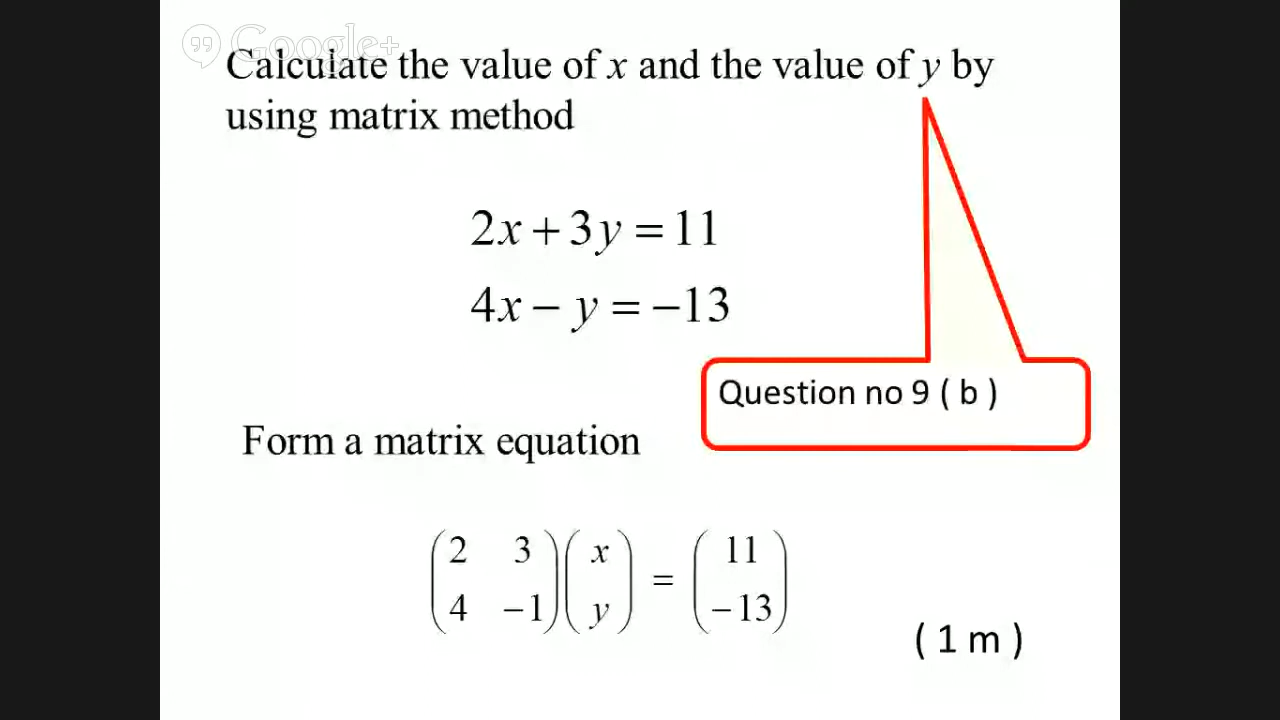 Google+
Calculate the value of x and the value of y by
using matrix method
2x + 3y = 11
4x − y = −13
Question no 9 ( b )
Form a matrix equation
(2 3) (x) = (11)
(4 −1) (y) (−13)
( 1 m )